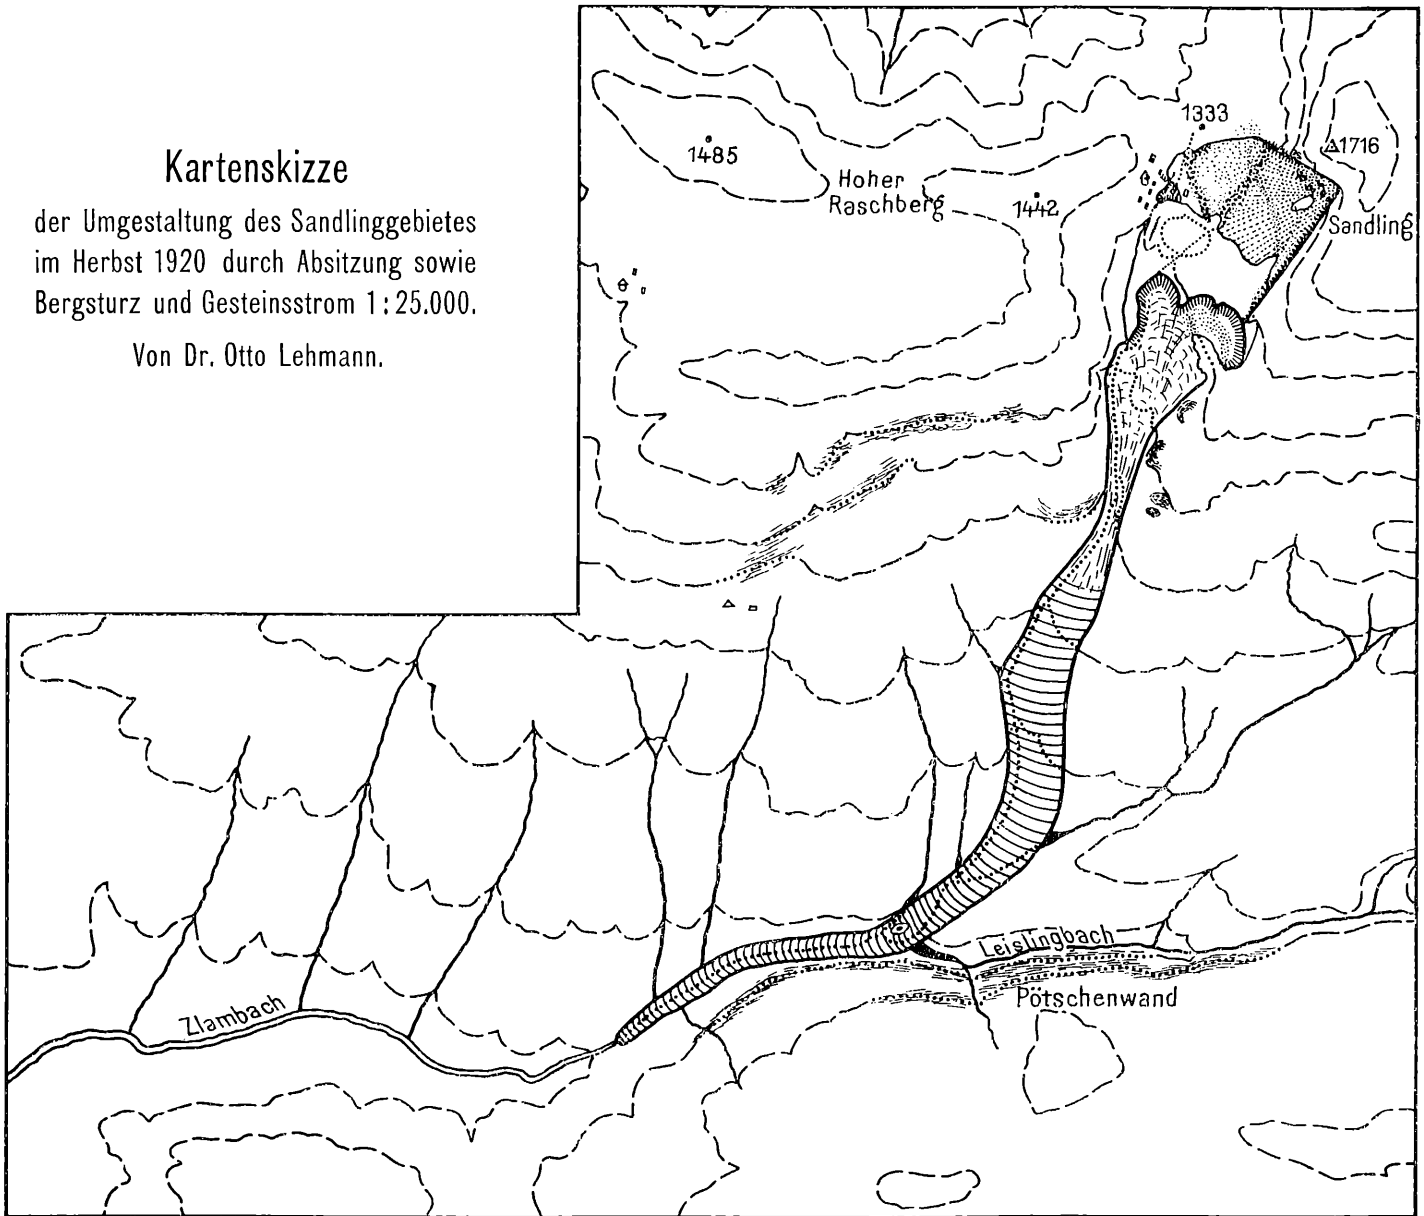 Kartenskizze
der Umgestaltung des Sandlinggebietes
im Herbst 1920 durch Absitzung sowie
Bergsturz und Gesteinsstrom 1:25.000.
Von Dr. Otto Lehmann.
1333
1716
1485
Hoher
Raschberg
1442
Sandling
Leislingbach
Pötschenwand
Zlambach